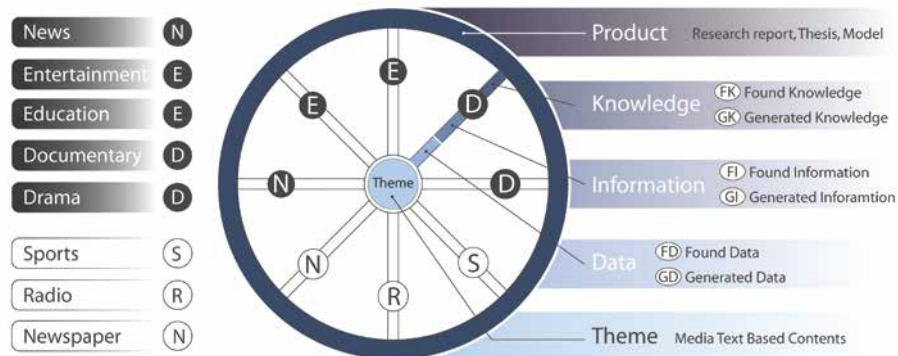 News N
Entertainment E
Education E
Documentary D
Drama D
Sports S
Radio R
Newspaper N
E
E
D
N
Theme
D
N
S
R
Product Research report, Thesis, Model
Knowledge
FK Found Knowledge
GK Generated Knowledge
Information
FI Found Information
GI Generated Inforamtion
Data
FD Found Data
GD Generated Data
Theme Media Text Based Contents